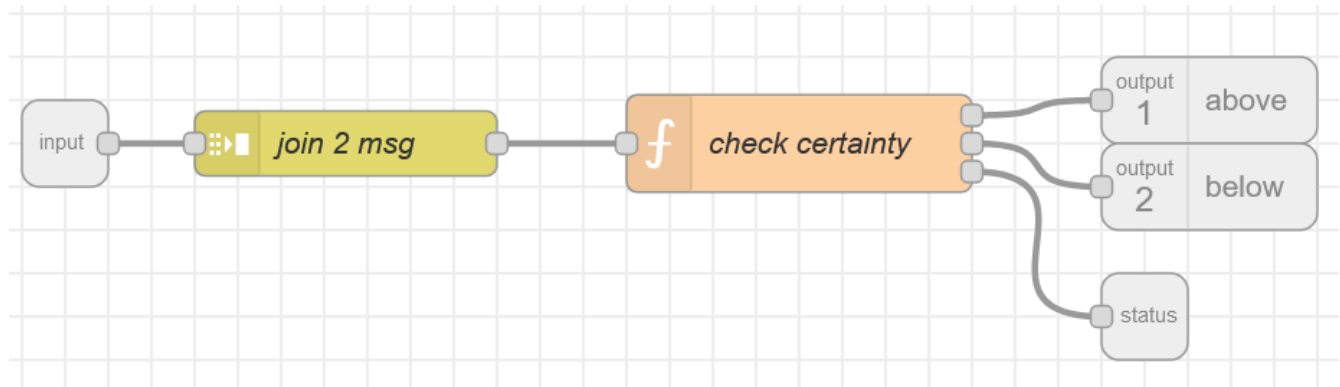 input
join 2 msg
check certainty
output
1
above
output
2
below
status